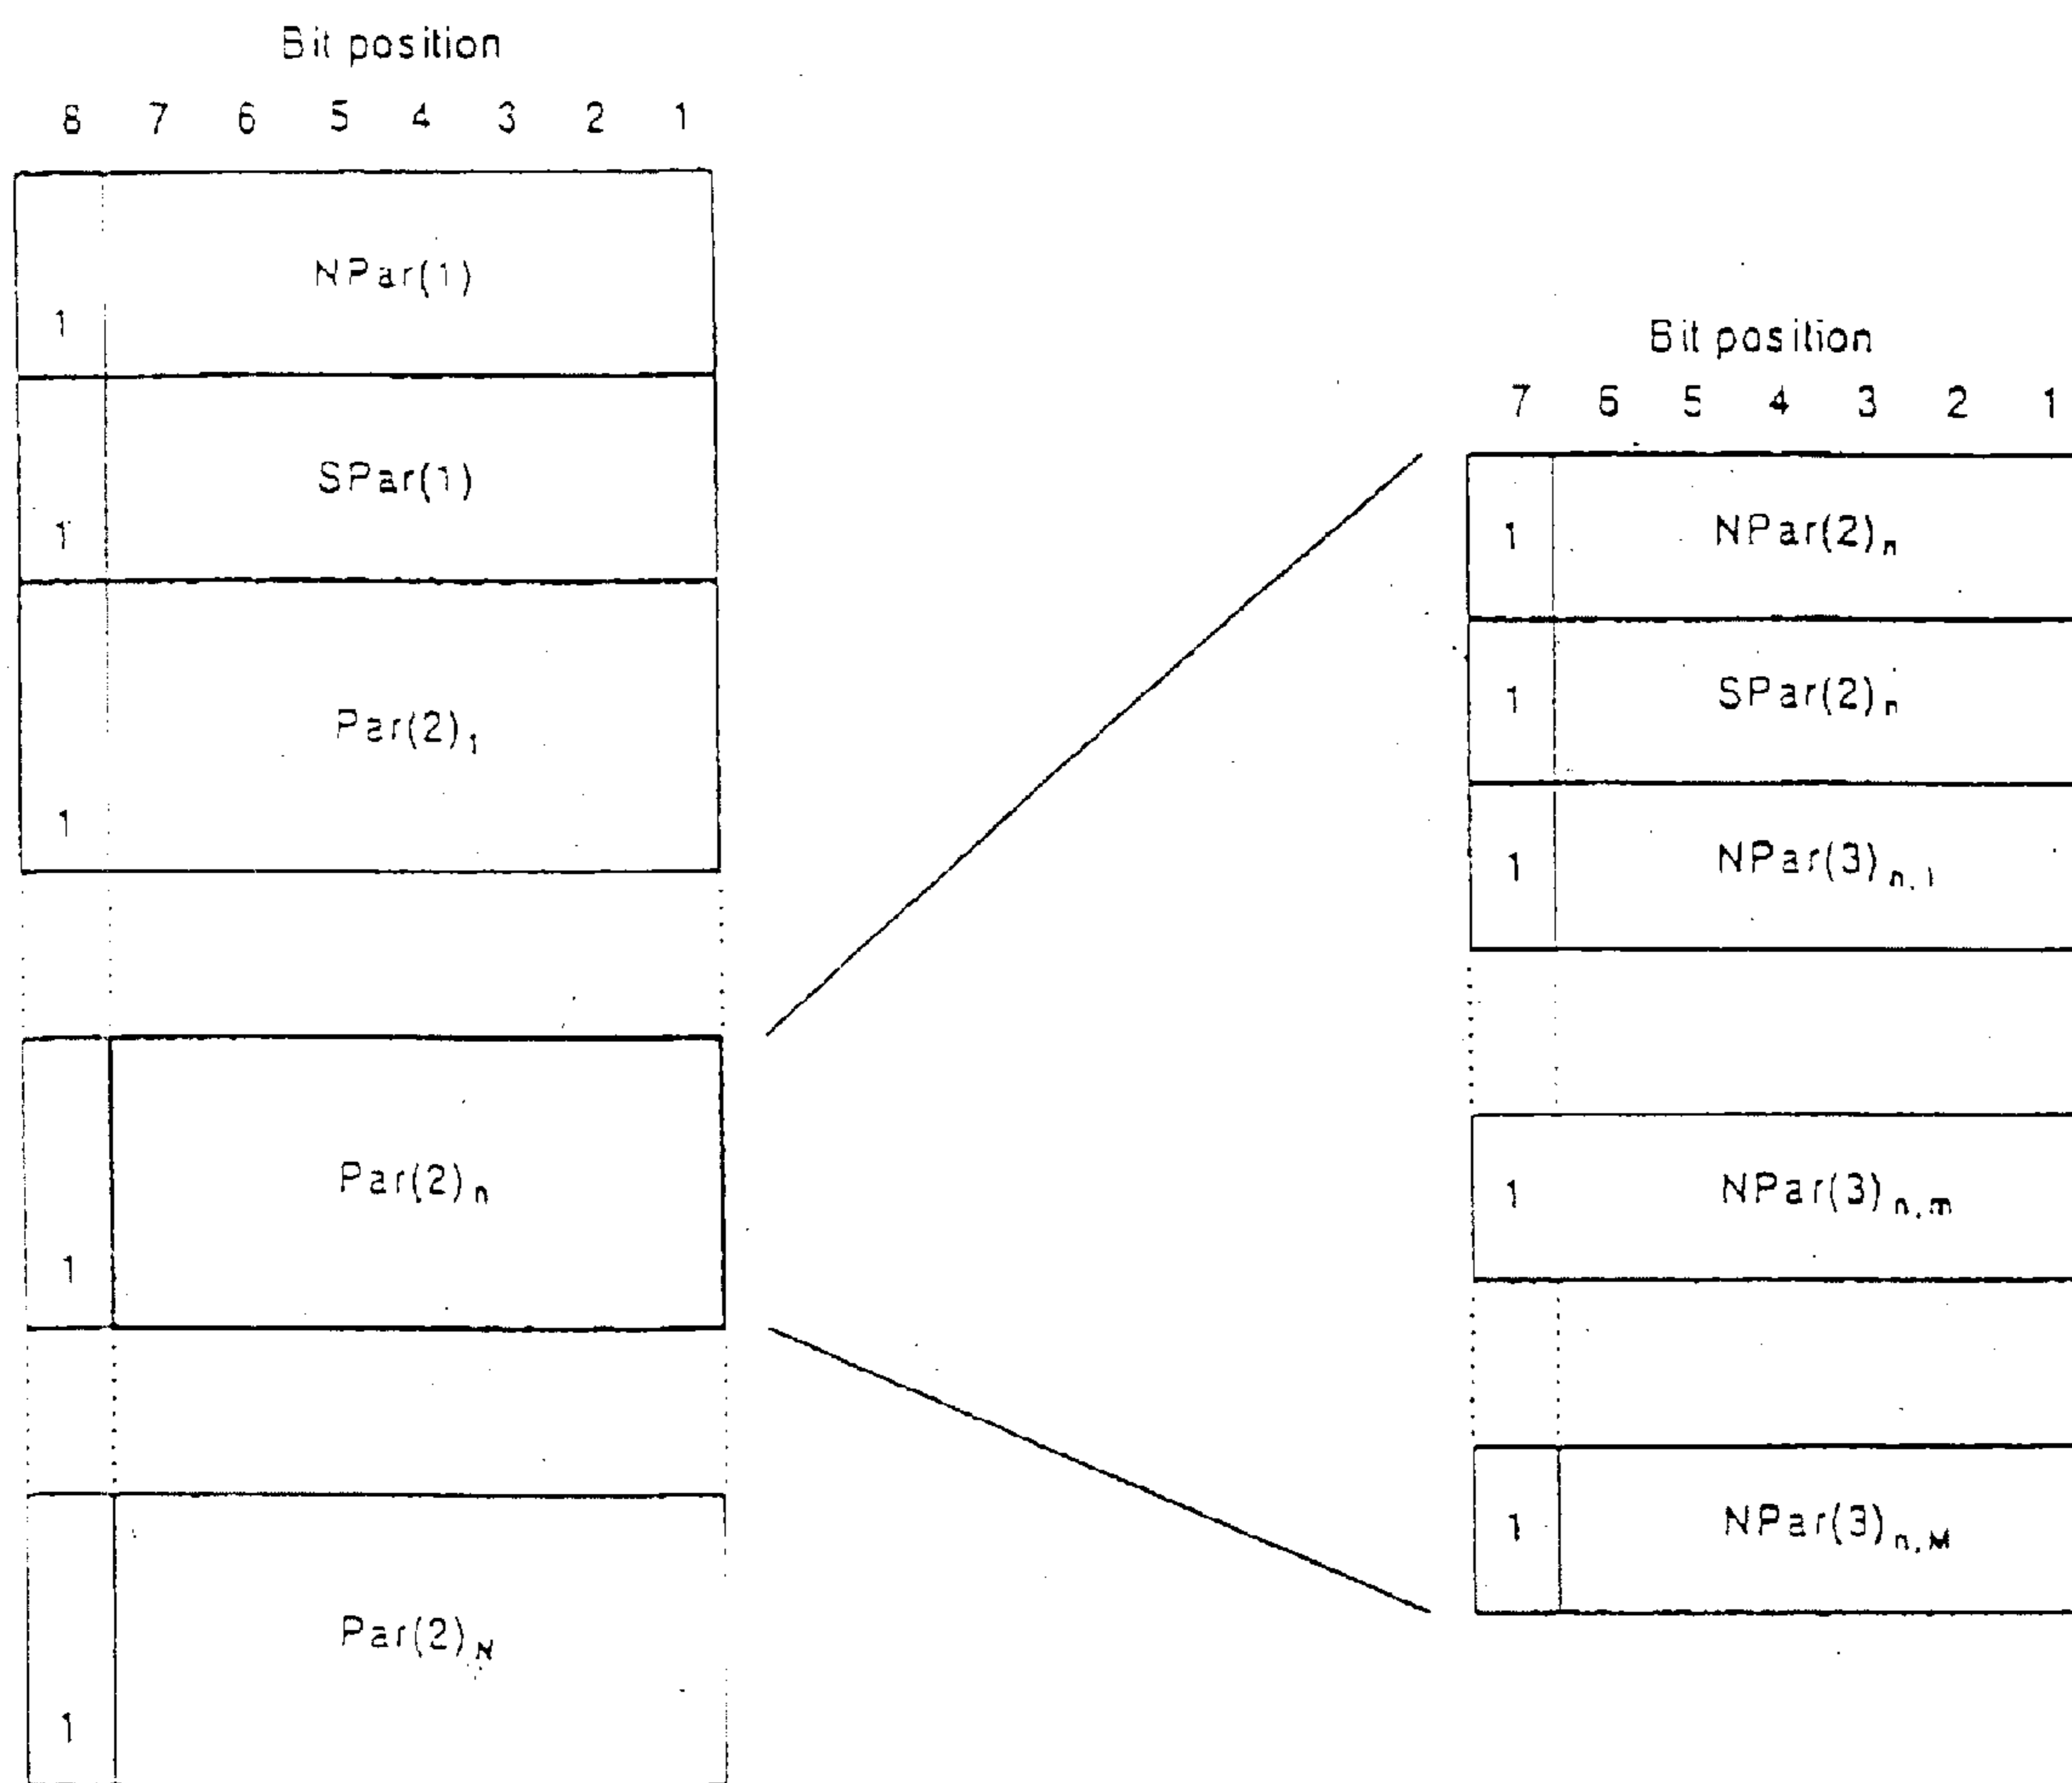 Bit position
8 7 6 5 4 3 2 1
NPar(1)
1
SPar(1)
1
Par(2)1
1
Par(2)n
1
Par(2)N
1
Bit position
7 6 5 4 3 2 1
1 NPar(2)n
1 SPar(2)n
1 NPar(3)n,1
1 NPar(3)n,m
1 NPar(3)n,M